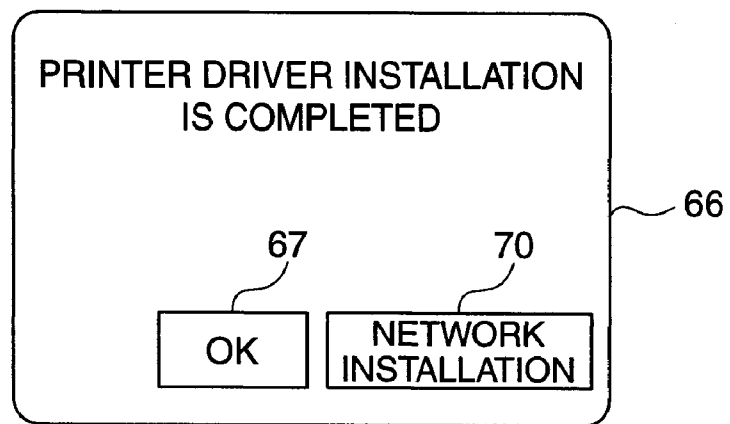 PRINTER DRIVER INSTALLATION
IS COMPLETED
66
67
70
OK
NETWORK
INSTALLATION